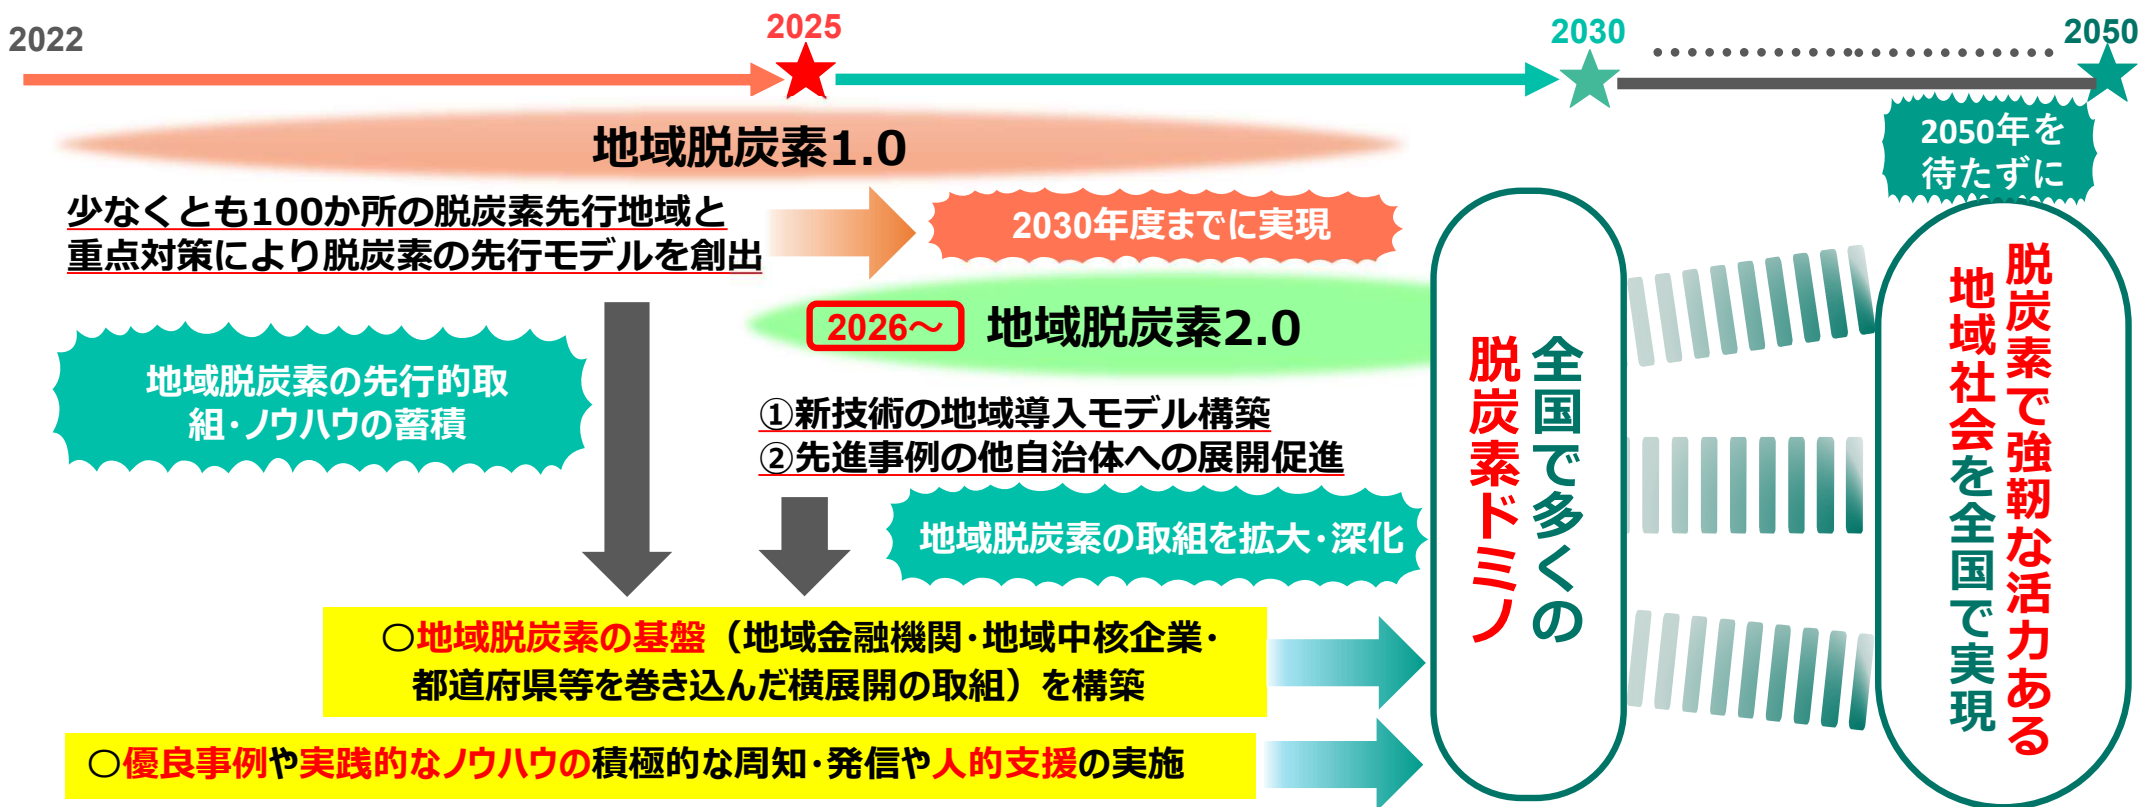 2022
2025
2030
2050
地域脱炭素1.0
2050年を
待たずに
少なくとも100か所の脱炭素先行地域と
重点対策により脱炭素の先行モデルを創出
2030年度までに実現
2026～
地域脱炭素2.0
地域脱炭素の先行的取
組・ノウハウの蓄積
①新技術の地域導入モデル構築
②先進事例の他自治体への展開促進
地域脱炭素の取組を拡大・深化
○地域脱炭素の基盤（地域金融機関・地域中核企業・
都道府県等を巻き込んだ横展開の取組）を構築
○優良事例や実践的なノウハウの積極的な周知・発信や人的支援の実施
全国で多くの
脱炭素ドミノ
脱炭素で強靭な活力ある
地域社会を全国で実現